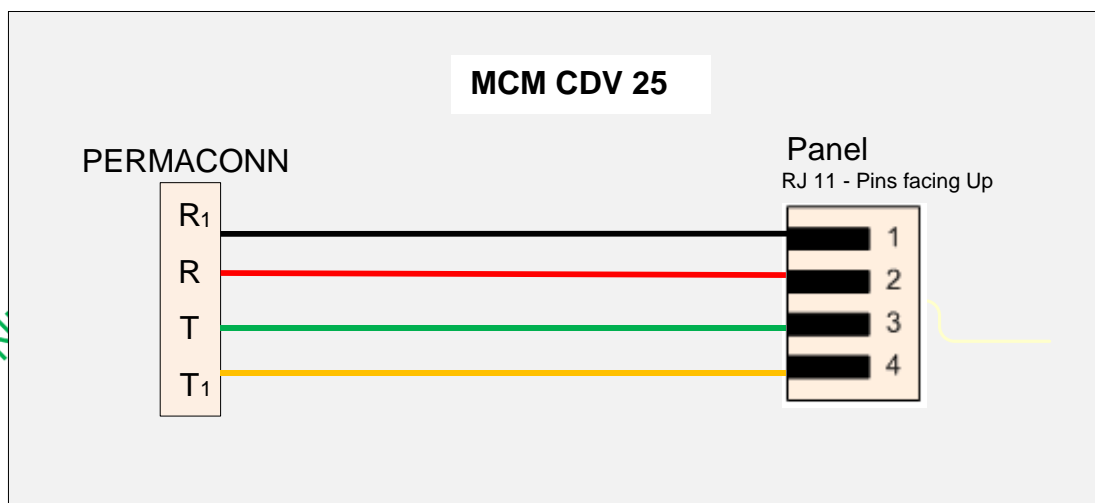 MCM CDV 25
PERMACONN
Panel
RJ 11 - Pins facing Up
R1
R
T
T1
1
2
3
4